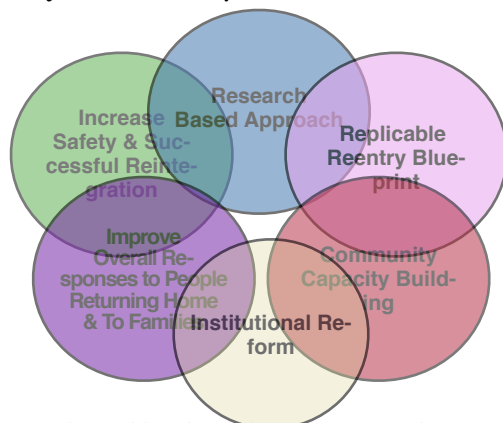 Research
Based Approach
Increase
Safety & Suc-
cessful Reinte-
gration
Replicable
Reentry Blue-
print
Improve
Overall Re-
sponses to People
Returning Home
& To Families
Community
Capacity Build-
ing
Institutional Re-
form